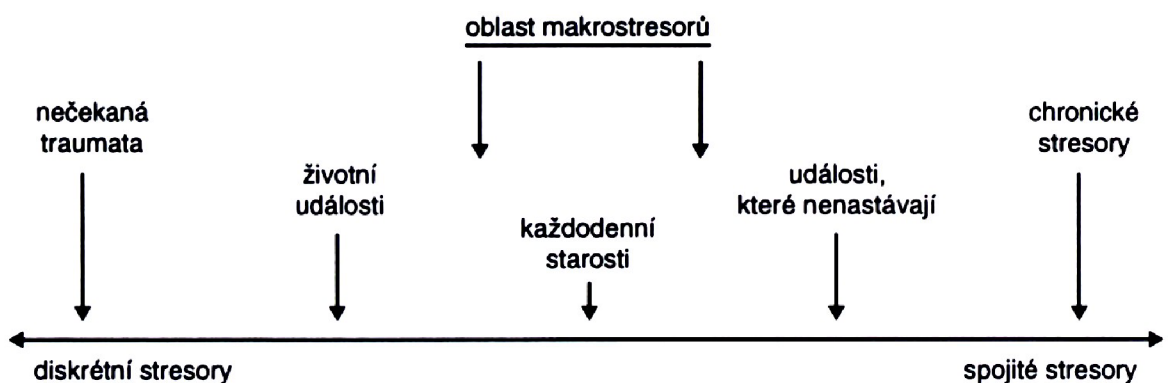 oblast makrostresorů
nečekaná
traumata
chronické
stresory
životní
události
události,
které nenastávají
každodenní
starosti
diskrétní stresory
spojité stresory